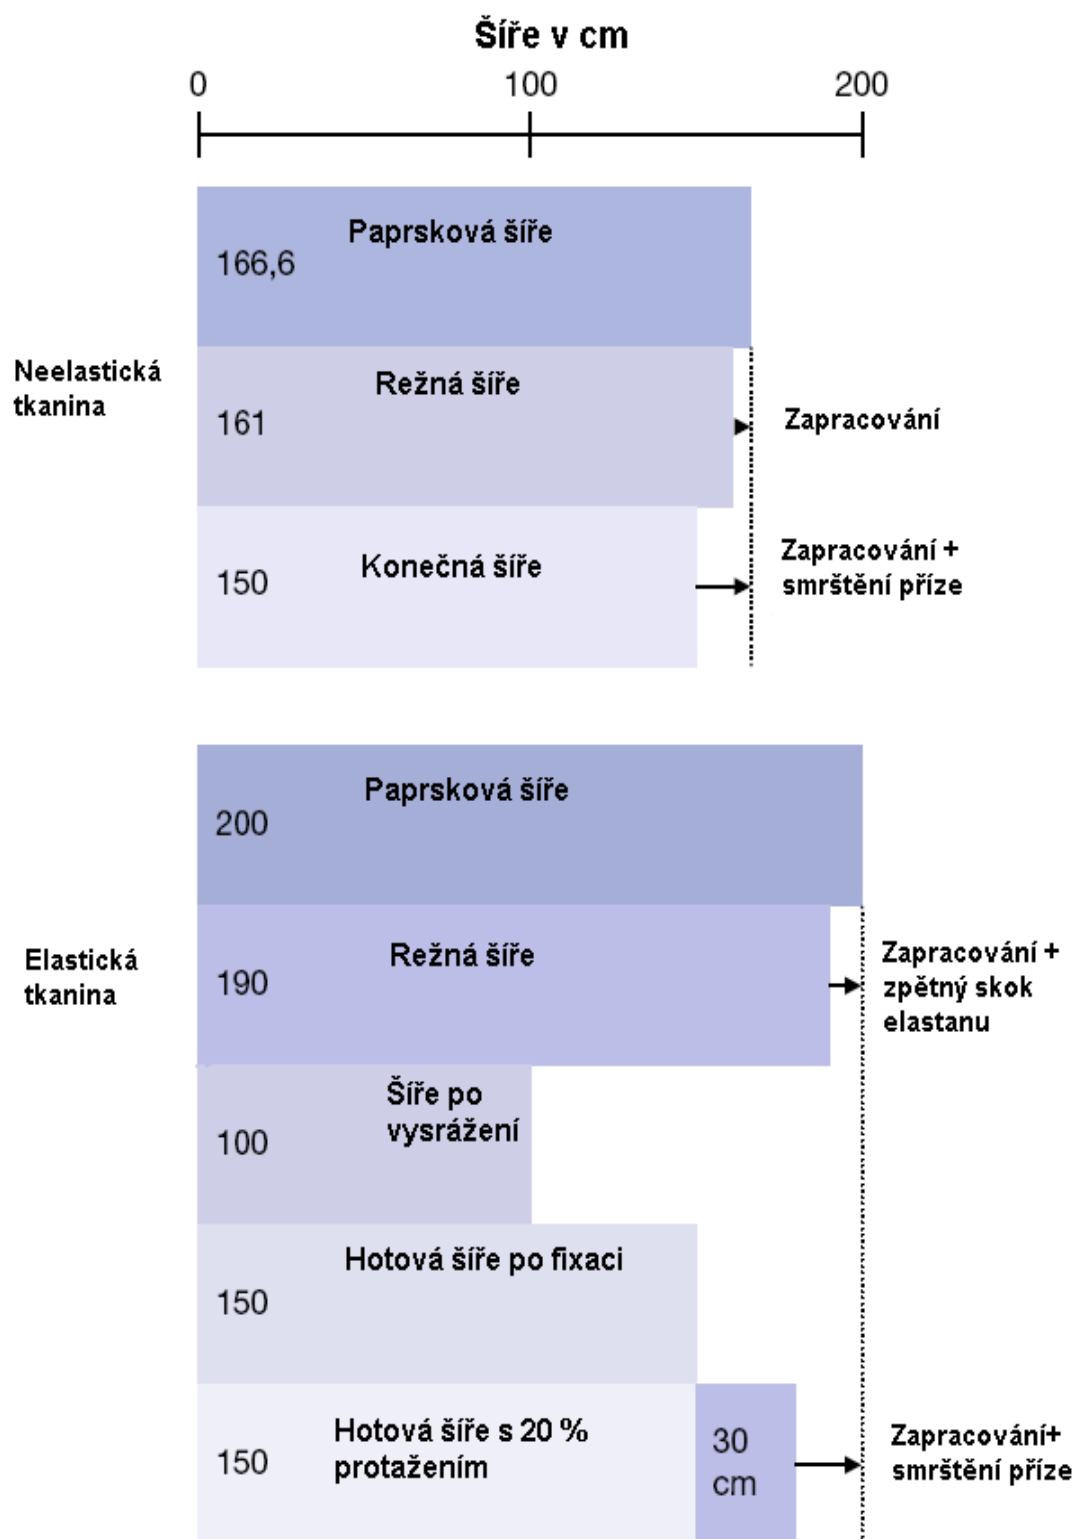 Šíře v cm
0 100 200
Paprsková šíře
166,6
Neelastická
tkanina
Režná šíře
161
Zapracování
Konečná šíře
150
Zapracování +
smrštění příze
Paprsková šíře
200
Elastická
tkanina
Režná šíře
190
Zapracování +
zpětný skok
elastanu
Šíře po
vysrážení
100
Hotová šíře po fixaci
150
Hotová šíře s 20 %
protažením
150
30
cm
Zapracování+
smrštění příze